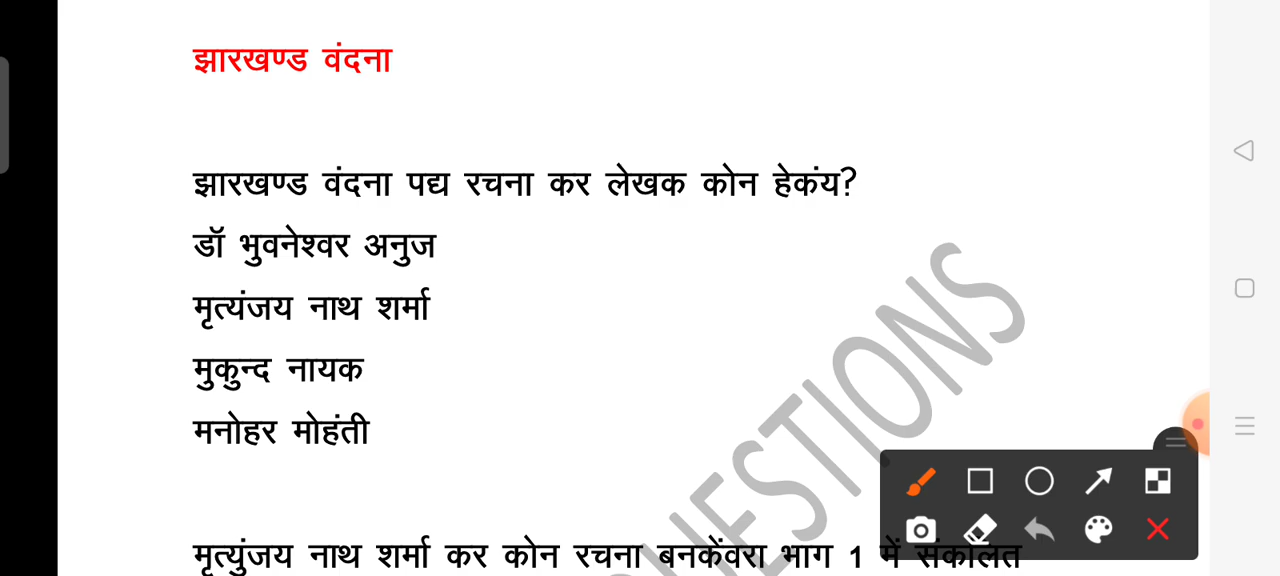 झारखण्ड वंदना
झारखण्ड वंदना पद्य रचना कर लेखक कोन हेकंय?
डॉ भुवनेश्वर अनुज
मृत्यंजय नाथ शर्मा
मुकुन्द नायक
मनोहर मोहंती
QUESTIONS
मृत्युंजय नाथ शर्मा कर कोन रचना बनकेंवरा भाग 1 में संकलित